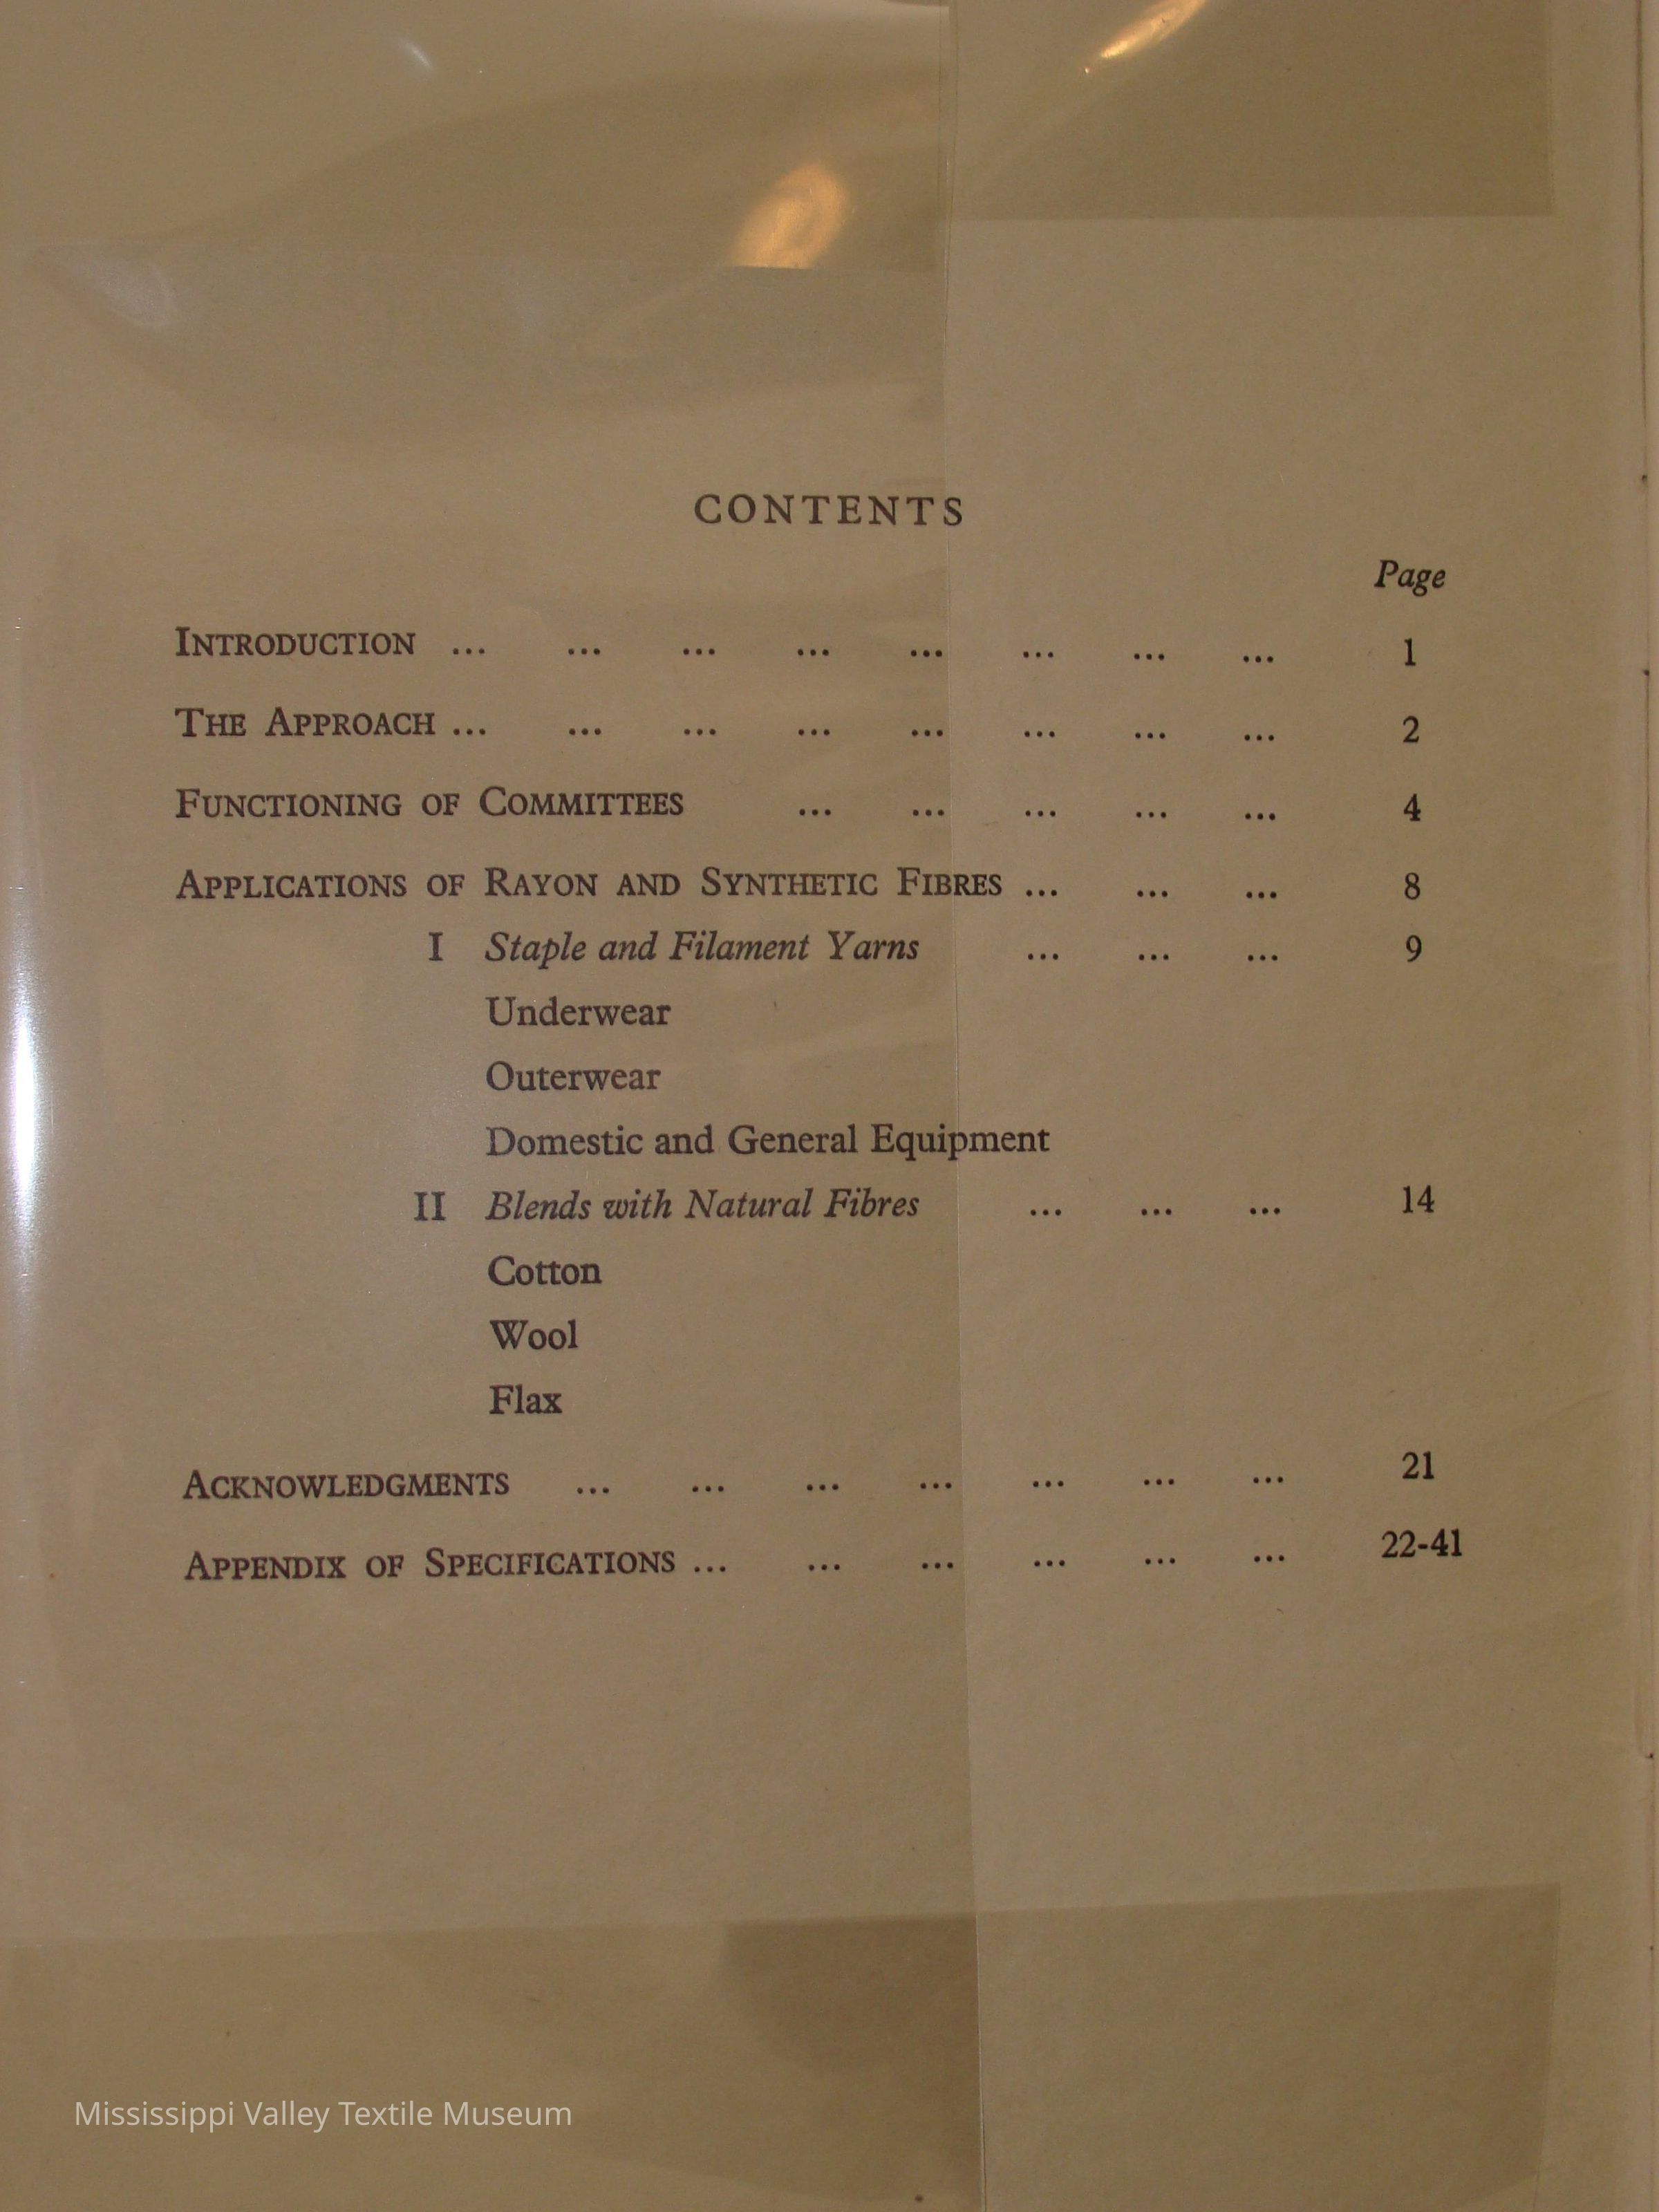 CONTENTS
Page
INTRODUCTION ... ... ... ... ... ... ... ... 1
THE APPROACH ... ... ... ... ... ... ... ... 2
FUNCTIONING OF COMMITTEES ... ... ... ... ... 4
APPLICATIONS OF RAYON AND SYNTHETIC FIBRES ... ... ... 8
I Staple and Filament Yarns ... ... ... 9
Underwear
Outerwear
Domestic and General Equipment
II Blends with Natural Fibres ... ... ... 14
Cotton
Wool
Flax
ACKNOWLEDGMENTS ... ... ... ... ... ... ... 21
APPENDIX OF SPECIFICATIONS ... ... ... ... ... ... 22-41
Mississippi Valley Textile Museum